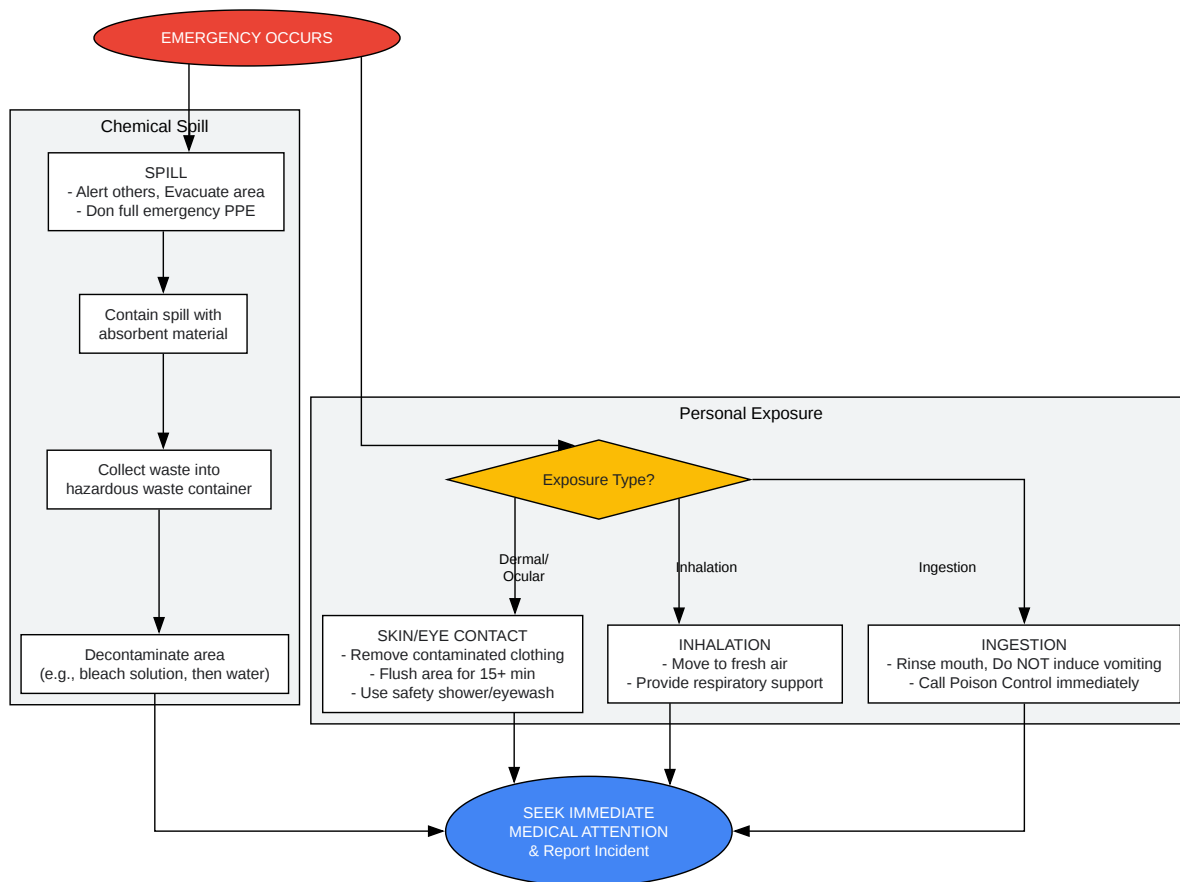 EMERGENCY OCCURS
Chemical Spill
SPILL
- Alert others, Evacuate area
- Don full emergency PPE
Contain spill with
absorbent material
Collect waste into
hazardous waste container
Decontaminate area
(e.g., bleach solution, then water)
Personal Exposure
Exposure Type?
Dermal/
Ocular
Inhalation
Ingestion
SKIN/EYE CONTACT
- Remove contaminated clothing
- Flush area for 15+ min
- Use safety shower/eyewash
INHALATION
- Move to fresh air
- Provide respiratory support
INGESTION
- Rinse mouth, Do NOT induce vomiting
- Call Poison Control immediately
SEEK IMMEDIATE
MEDICAL ATTENTION
& Report Incident